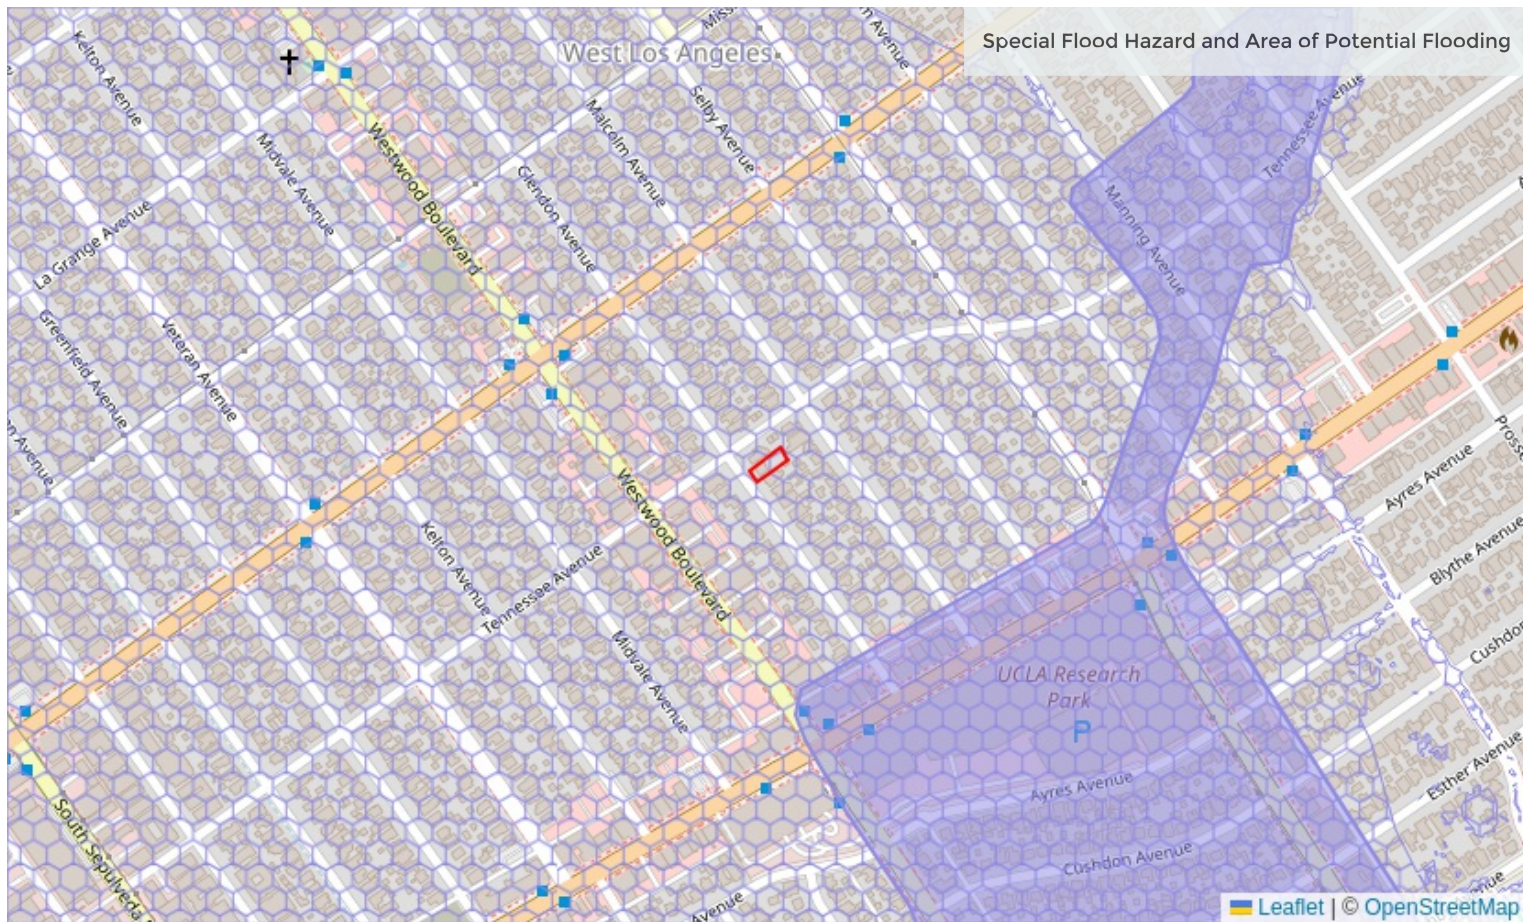 Special Flood Hazard and Area of Potential Flooding
West Los Angeles
Kelton Avenue
Midvale Avenue
Westwood Boulevard
Malcolm Avenue
Selby Avenue
Glendon Avenue
Avenue
Tennessee Avenue
Manning Avenue
La Grange Avenue
Greenfield Avenue
Veteran Avenue
Avenue
Kelton Avenue
Tennessee Avenue
Westwood Boulevard
Midvale Avenue
Ayres Avenue
Blythe Avenue
UCLA Research
Park
P
Ayres Avenue
Cushdon Avenue
Esther Avenue
South Sepulveda
Avenue
Leaflet | © OpenStreetMap